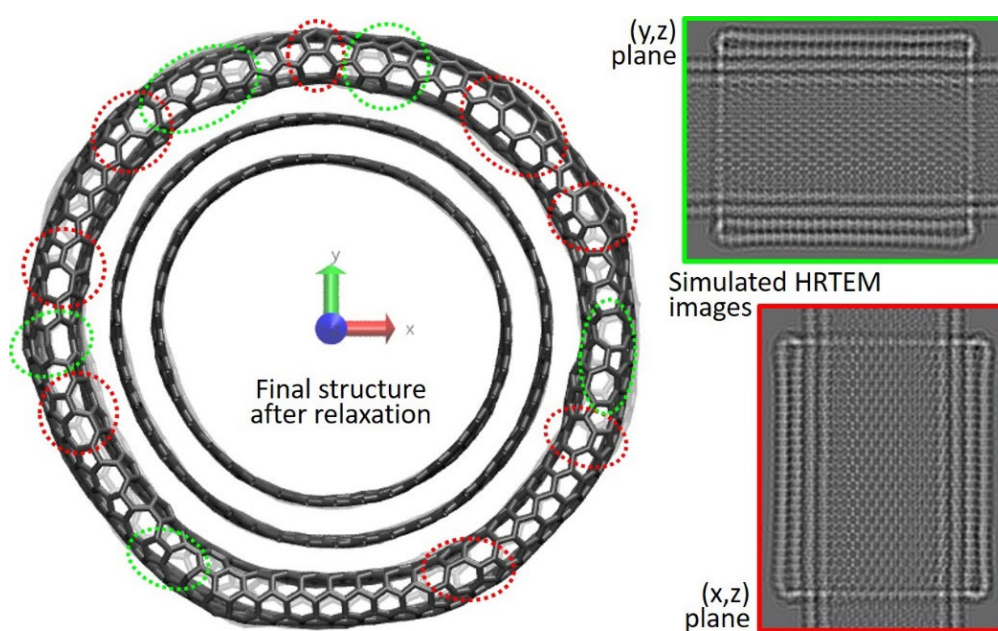 (y,z)
plane
y
x
Final structure
after relaxation
Simulated HRTEM
images
(x,z)
plane